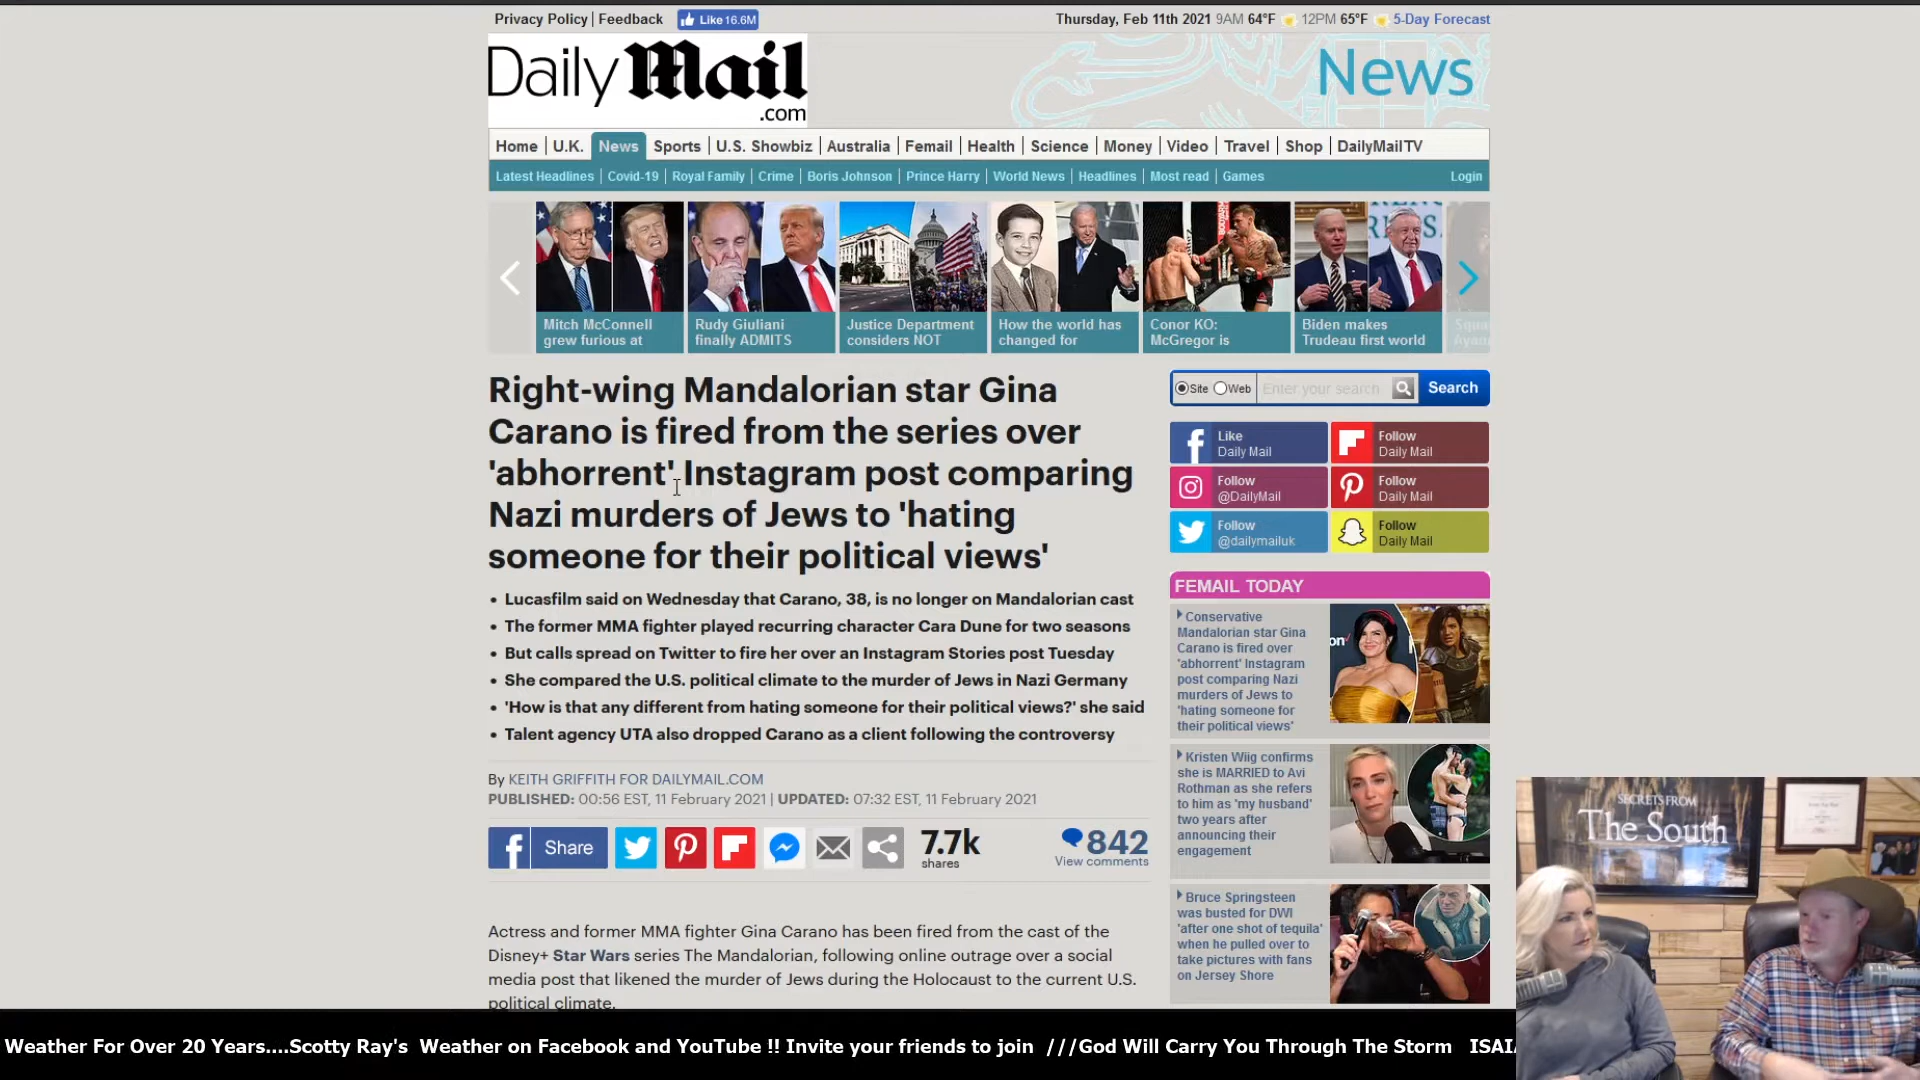 Privacy Policy | Feedback Like 16.6M Thursday, Feb 11th 2021 9AM 64°F 12PM 65°F 5-Day Forecast
Daily Mail
.com
News
Home | U.K. News Sports | U.S. Showbiz | Australia | Femail | Health | Science | Money | Video | Travel | Shop | DailyMailTV
Latest Headlines | Covid-19 | Royal Family | Crime | Boris Johnson | Prince Harry | World News | Headlines | Most read | Games Login
Mitch McConnell
grew furious at
Rudy Giuliani
finally ADMITS
Justice Department
considers NOT
How the world has
changed for
Conor KO:
McGregor is
Biden makes
Trudeau first world
Right-wing Mandalorian star Gina
Carano is fired from the series over
'abhorrent' Instagram post comparing
Nazi murders of Jews to 'hating
someone for their political views'
• Lucasfilm said on Wednesday that Carano, 38, is no longer on Mandalorian cast
• The former MMA fighter played recurring character Cara Dune for two seasons
• But calls spread on Twitter to fire her over an Instagram Stories post Tuesday
• She compared the U.S. political climate to the murder of Jews in Nazi Germany
• 'How is that any different from hating someone for their political views?' she said
• Talent agency UTA also dropped Carano as a client following the controversy
By KEITH GRIFFITH FOR DAILYMAIL.COM
PUBLISHED: 00:56 EST, 11 February 2021 | UPDATED: 07:32 EST, 11 February 2021
Share
7.7k
shares
842
View comments
Actress and former MMA fighter Gina Carano has been fired from the cast of the
Disney+ Star Wars series The Mandalorian, following online outrage over a social
media post that likened the murder of Jews during the Holocaust to the current U.S.
political climate.
Site Web Enter your search Search
Like
Daily Mail
Follow
Daily Mail
Follow
@DailyMail
Follow
Daily Mail
Follow
@dailymailuk
Follow
Daily Mail
FEMAIL TODAY
Conservative
Mandalorian star Gina
Carano is fired over
'abhorrent' Instagram
post comparing Nazi
murders of Jews to
'hating someone for
their political views'
Kristen Wiig confirms
she is MARRIED to Avi
Rothman as she refers
to him as 'my husband'
two years after
announcing their
engagement
Bruce Springsteen
was busted for DWI
'after one shot of tequila'
when he pulled over to
take pictures with fans
on Jersey Shore
SECRETS FROM
The South
Weather For Over 20 Years....Scotty Ray's Weather on Facebook and YouTube !! Invite your friends to join ///God Will Carry You Through The Storm